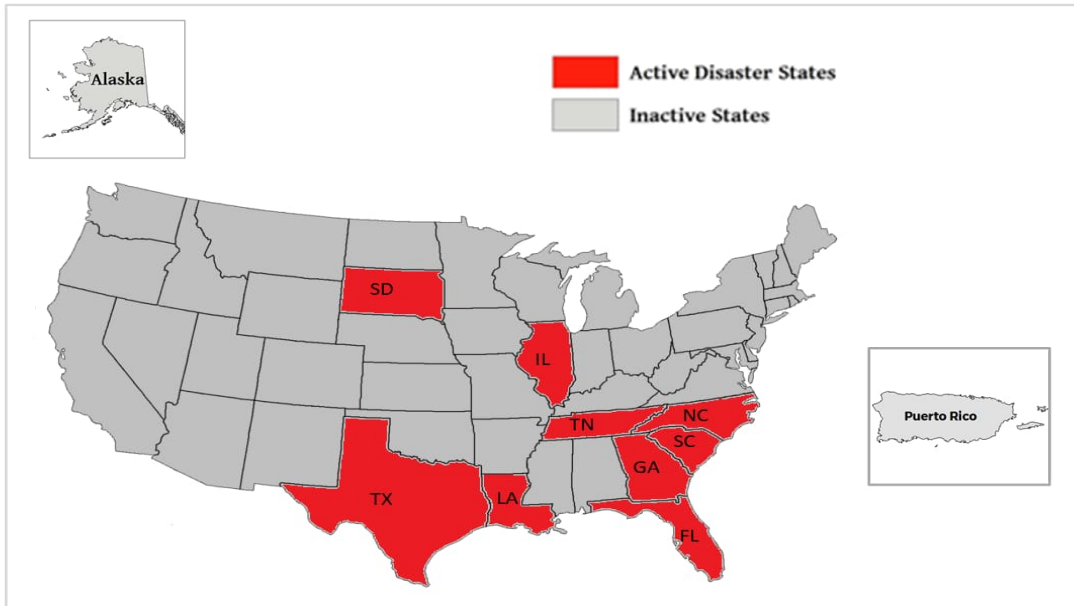 Alaska
Active Disaster States
Inactive States
SD
IL
TN
NC
SC
GA
TX
LA
FL
Puerto Rico